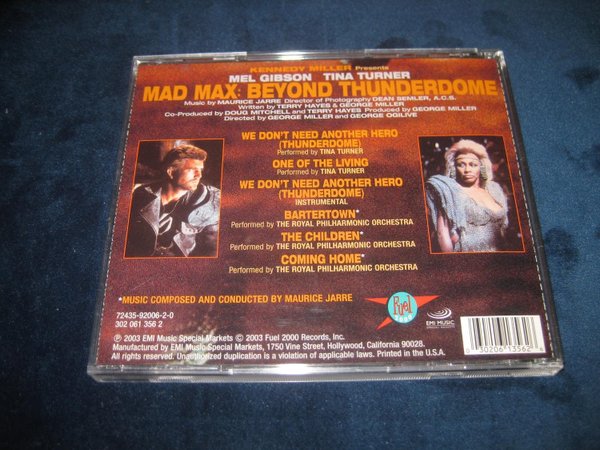 KENNEDY MILLER Presents
MEL GIBSON TINA TURNER
MAD MAX: BEYOND THUNDERDOME
Music by MAURICE JARRE Director of Photography DEAN SEMLER, A.C.S.
Written by TERRY HAYES & GEORGE MILLER
Co-Produced by DOUG MITCHELL and TERRY HAYES Produced by GEORGE MILLER
Directed by GEORGE MILLER and GEORGE OGILVIE
WE DON'T NEED ANOTHER HERO
(THUNDERDOME)
Performed by TINA TURNER
ONE OF THE LIVING
Performed by TINA TURNER
WE DON'T NEED ANOTHER HERO
(THUNDERDOME)
INSTRUMENTAL
BARTERTOWN*
Performed by THE ROYAL PHILHARMONIC ORCHESTRA
THE CHILDREN*
Performed by THE ROYAL PHILHARMONIC ORCHESTRA
COMING HOME*
Performed by THE ROYAL PHILHARMONIC ORCHESTRA
*MUSIC COMPOSED AND CONDUCTED BY MAURICE JARRE
72435-92006-2-0
302 061 356 2
Fuel
EMI MUSIC
℗ 2003 EMI Music Special Markets © 2003 Fuel 2000 Records, Inc.
Manufactured by EMI Music Special Markets, 1750 Vine Street, Hollywood, California 90028.
All rights reserved. Unauthorized duplication is a violation of applicable laws. Printed in the U.S.A.
30206 13562